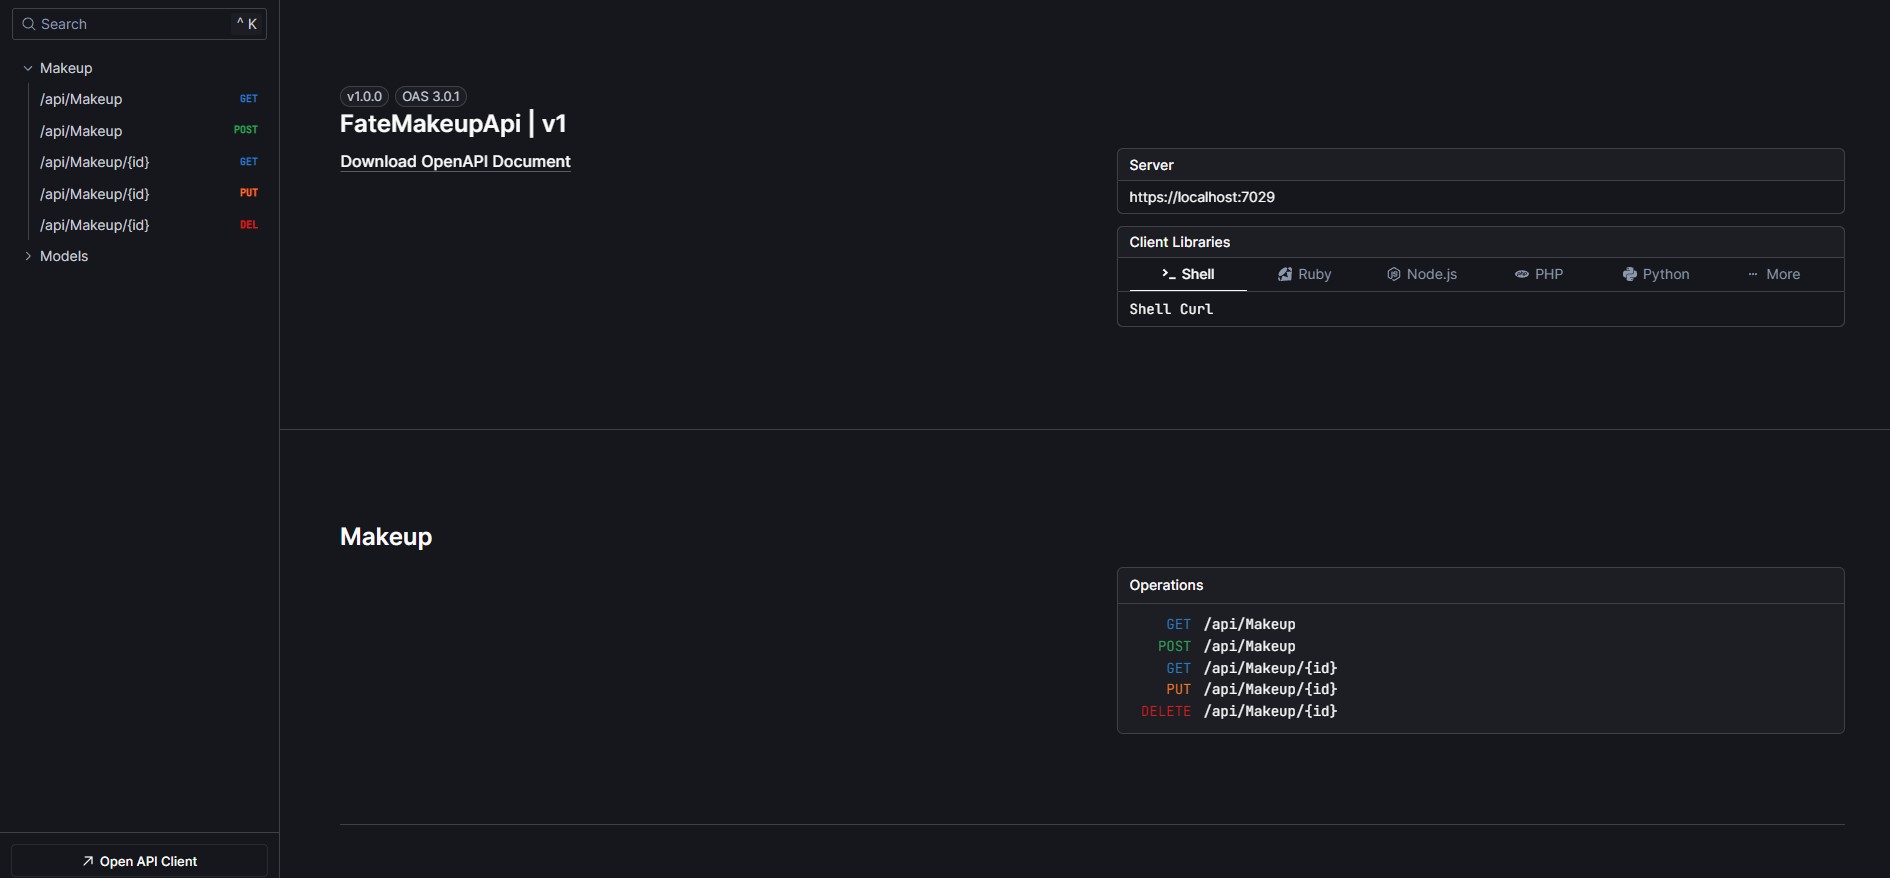 Search ^ K
Makeup
/api/Makeup GET
/api/Makeup POST
/api/Makeup/{id} GET
/api/Makeup/{id} PUT
/api/Makeup/{id} DEL
Models
Open API Client
v1.0.0 OAS 3.0.1
FateMakeupApi | v1
Download OpenAPI Document
Server
https://localhost:7029
Client Libraries
>_ Shell Ruby Node.js PHP Python ··· More
Shell Curl
Makeup
Operations
GET /api/Makeup
POST /api/Makeup
GET /api/Makeup/{id}
PUT /api/Makeup/{id}
DELETE /api/Makeup/{id}